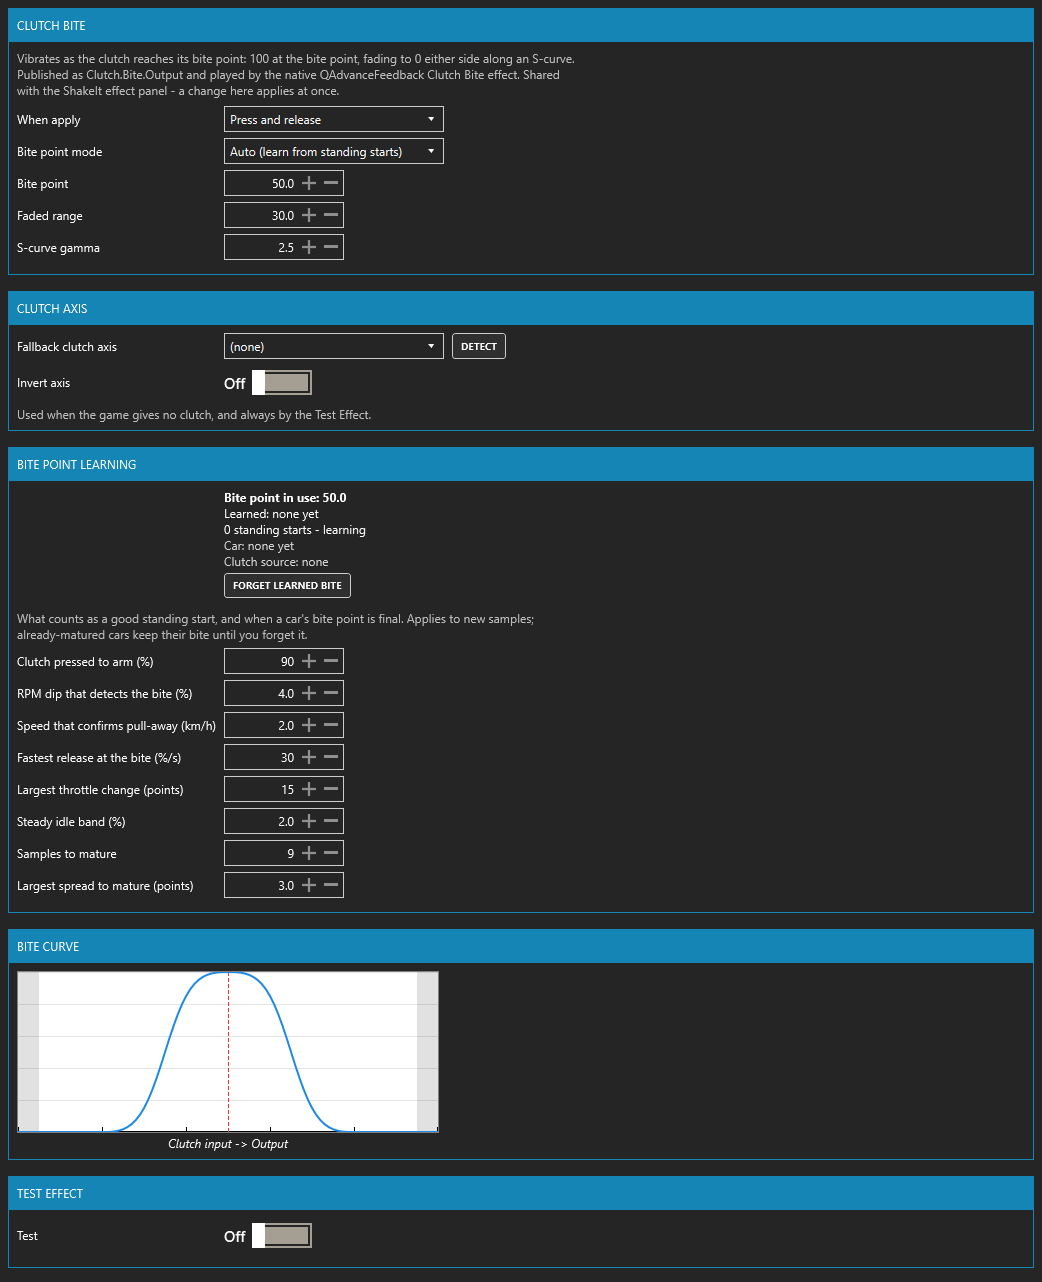 CLUTCH BITE
Vibrates as the clutch reaches its bite point: 100 at the bite point, fading to 0 either side along an S-curve.
Published as Clutch.Bite.Output and played by the native QAdvanceFeedback Clutch Bite effect. Shared
with the ShakeIt effect panel - a change here applies at once.
When apply Press and release
Bite point mode Auto (learn from standing starts)
Bite point 50.0
Faded range 30.0
S-curve gamma 2.5
CLUTCH AXIS
Fallback clutch axis (none) DETECT
Invert axis Off
Used when the game gives no clutch, and always by the Test Effect.
BITE POINT LEARNING
Bite point in use: 50.0
Learned: none yet
0 standing starts - learning
Car: none yet
Clutch source: none
FORGET LEARNED BITE
What counts as a good standing start, and when a car's bite point is final. Applies to new samples;
already-matured cars keep their bite until you forget it.
Clutch pressed to arm (%) 90
RPM dip that detects the bite (%) 4.0
Speed that confirms pull-away (km/h) 2.0
Fastest release at the bite (%/s) 30
Largest throttle change (points) 15
Steady idle band (%) 2.0
Samples to mature 9
Largest spread to mature (points) 3.0
BITE CURVE
Clutch input -> Output
TEST EFFECT
Test Off